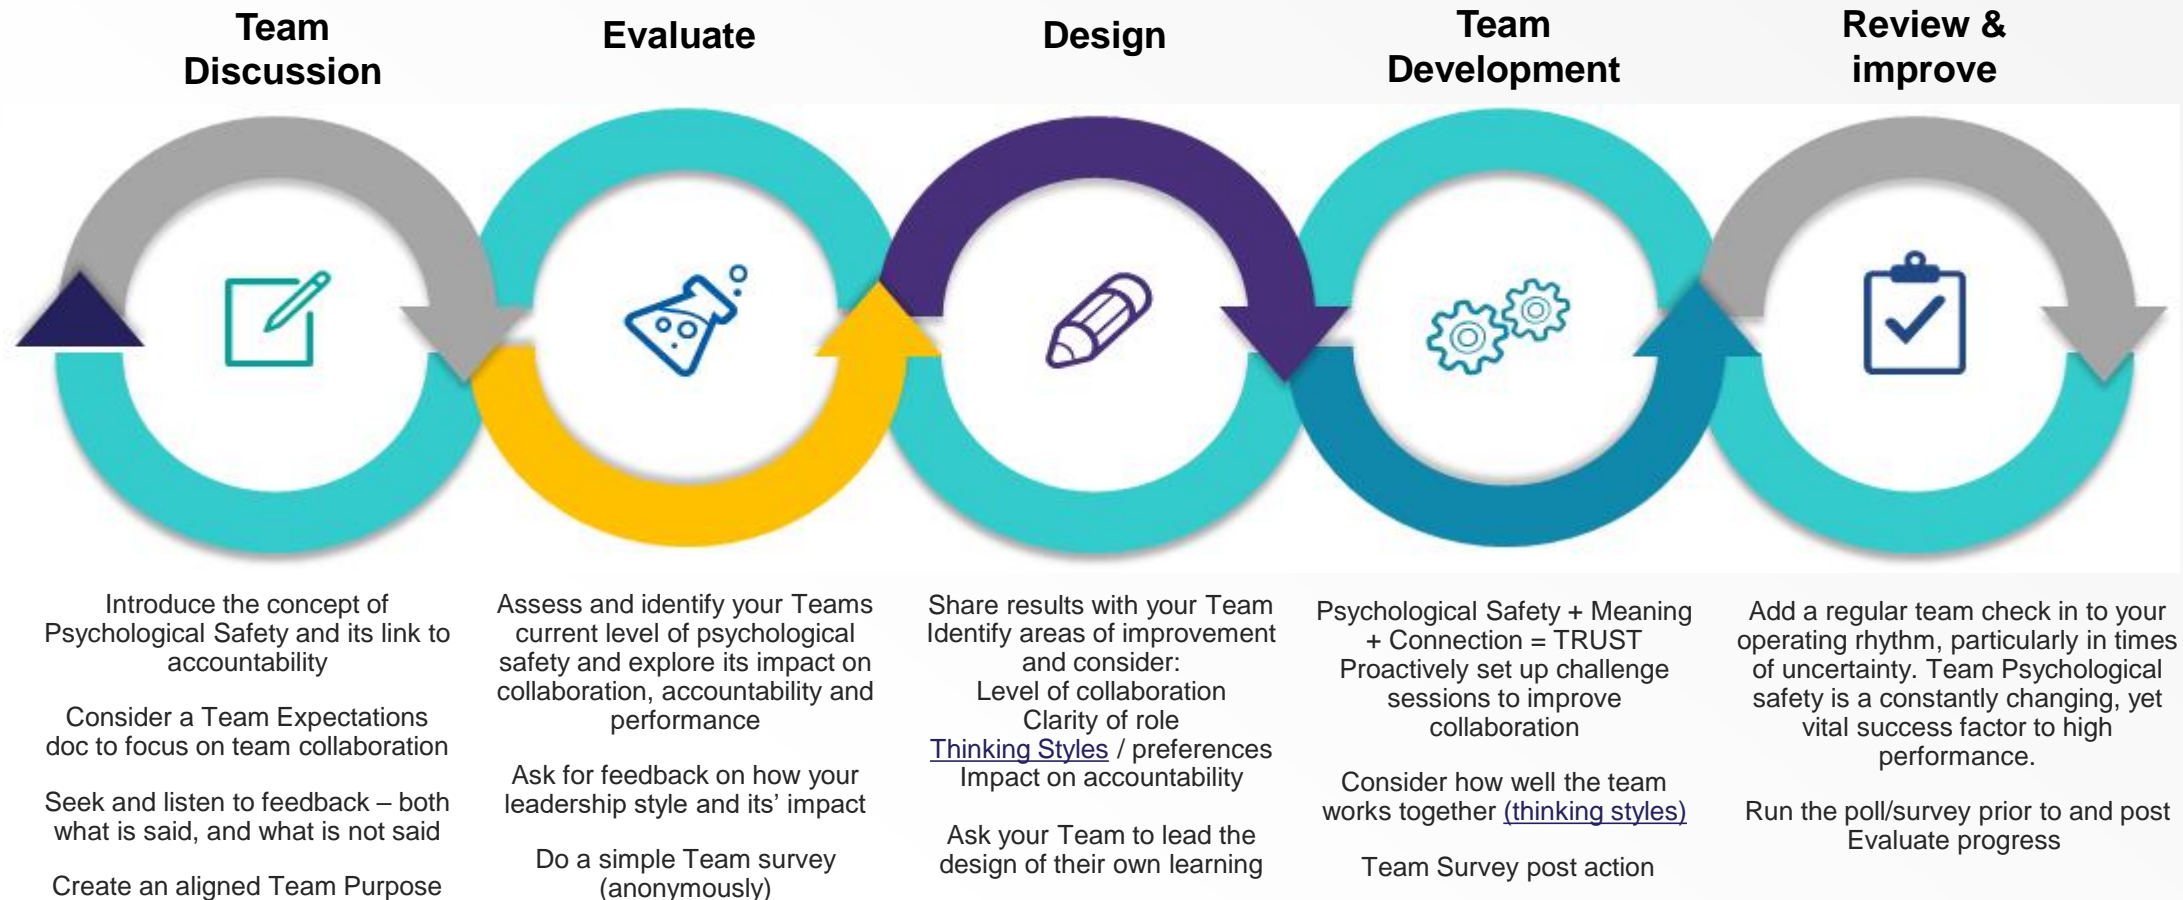 Team
Discussion
Evaluate
Design
Team
Development
Review &
improve
Introduce the concept of
Psychological Safety and its link to
accountability
Consider a Team Expectations
doc to focus on team collaboration
Seek and listen to feedback – both
what is said, and what is not said
Create an aligned Team Purpose
Assess and identify your Teams
current level of psychological
safety and explore its impact on
collaboration, accountability and
performance
Ask for feedback on how your
leadership style and its’ impact
Do a simple Team survey
(anonymously)
Share results with your Team
Identify areas of improvement
and consider:
Level of collaboration
Clarity of role
Thinking Styles / preferences
Impact on accountability
Ask your Team to lead the
design of their own learning
Psychological Safety + Meaning
+ Connection = TRUST
Proactively set up challenge
sessions to improve
collaboration
Consider how well the team
works together (thinking styles)
Team Survey post action
Add a regular team check in to your
operating rhythm, particularly in times
of uncertainty. Team Psychological
safety is a constantly changing, yet
vital success factor to high
performance.
Run the poll/survey prior to and post
Evaluate progress